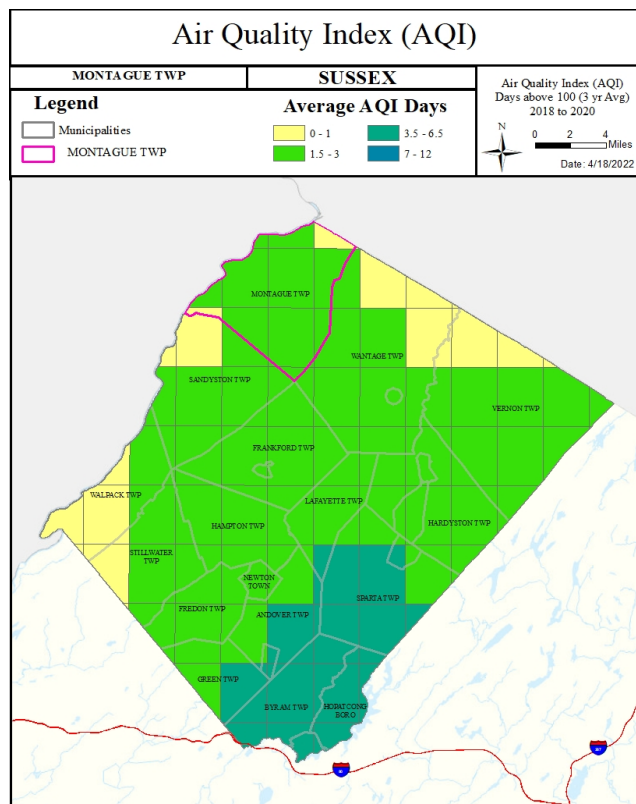 Air Quality Index (AQI)
MONTAGUE TWP
SUSSEX
Legend
Municipalities
MONTAGUE TWP
Average AQI Days
0 - 1
3.5 - 6.5
1.5 - 3
7 - 12
Air Quality Index (AQI)
Days above 100 (3 yr Avg)
2018 to 2020
N
0 2 4
Miles
Date: 4/18/2022
MONTAGUE TWP
WANTAGE TWP
SANDYSTON TWP
VERNON TWP
FRANKFORD TWP
WALPACK TWP
LAFAYETTE TWP
HAMPTON TWP
HARDYSTON TWP
STILLWATER
TWP
NEWTON
TOWN
SPARTA TWP
FREDON TWP
ANDOVER TWP
GREEN TWP
BYRAM TWP
HOPATCONG
BORO
80